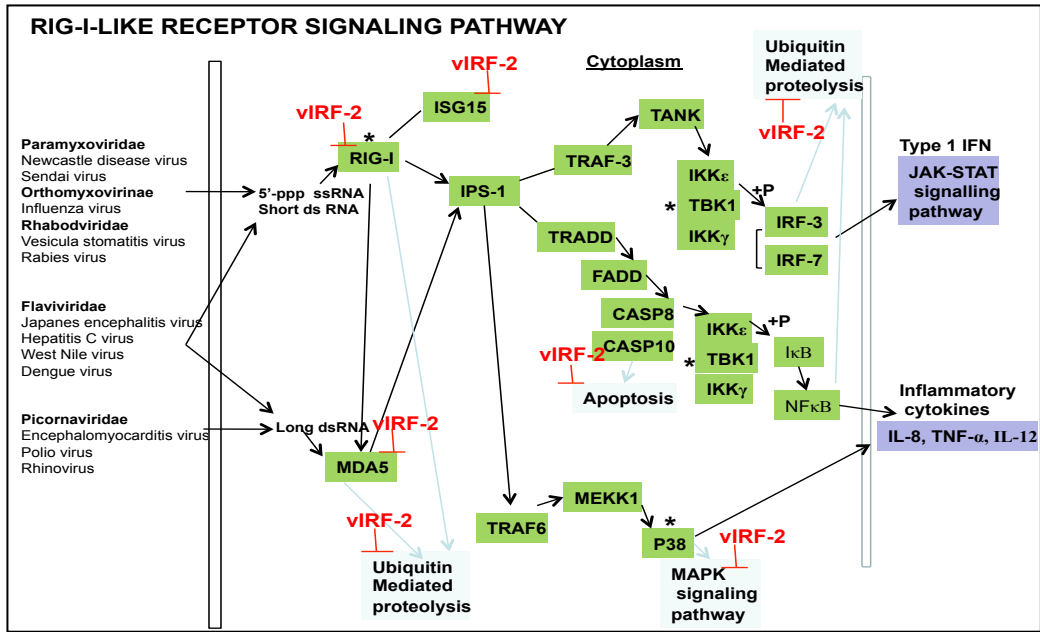 RIG-I-LIKE RECEPTOR SIGNALING PATHWAY
Paramyxoviridae
Newcastle disease virus
Sendai virus
Orthomyxovirinae
Influenza virus
Rhabodviridae
Vesicula stomatitis virus
Rabies virus
Flaviviridae
Japanes encephalitis virus
Hepatitis C virus
West Nile virus
Dengue virus
Picornaviridae
Encephalomyocarditis virus
Polio virus
Rhinovirus
5'-ppp ssRNA
Short ds RNA
Long dsRNA
vIRF-2
*
RIG-I
vIRF-2
ISG15
vIRF-2
MDA5
vIRF-2
Ubiquitin
Mediated
proteolysis
IPS-1
Cytoplasm
TRAF-3
TANK
IKKε
* TBK1
IKKγ
+P
IRF-3
IRF-7
TRADD
FADD
CASP8
CASP10
vIRF-2
Apoptosis
IKKε
* TBK1
IKKγ
+P
IκB
NFκB
TRAF6
MEKK1
*
P38
vIRF-2
MAPK
signaling
pathway
Ubiquitin
Mediated
proteolysis
vIRF-2
Type 1 IFN
JAK-STAT
signalling
pathway
Inflammatory
cytokines
IL-8, TNF-α, IL-12